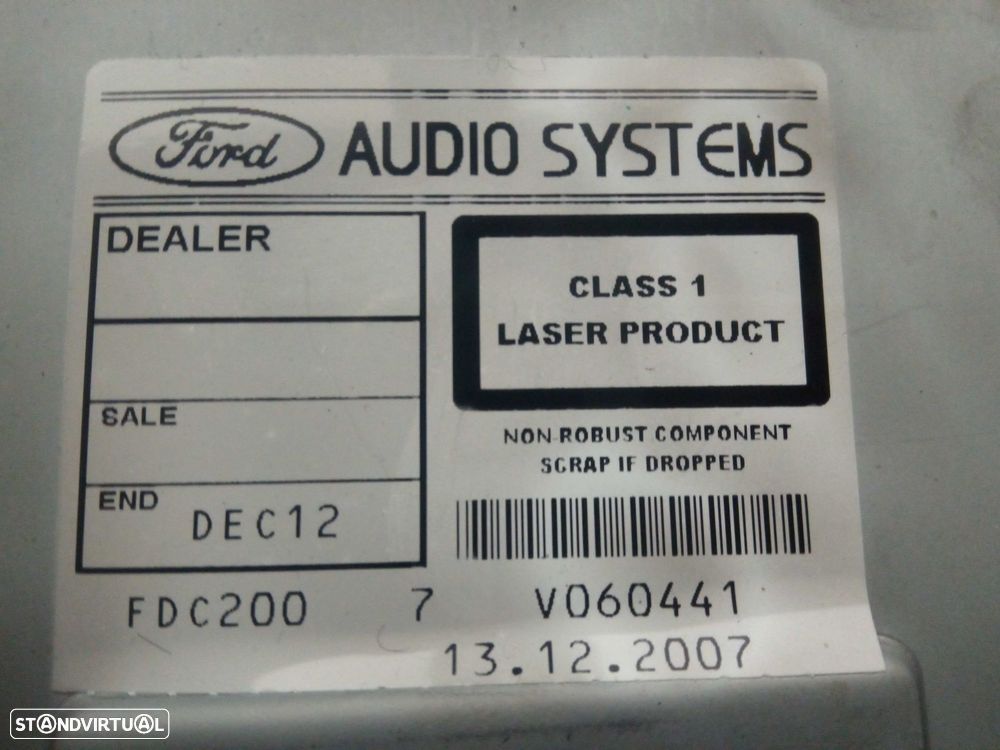 Ford AUDIO SYSTEMS
DEALER
SALE
END DEC12
CLASS 1
LASER PRODUCT
NON-ROBUST COMPONENT
SCRAP IF DROPPED
FDC200 7 V060441
13.12.2007
STANDVIRTUAL